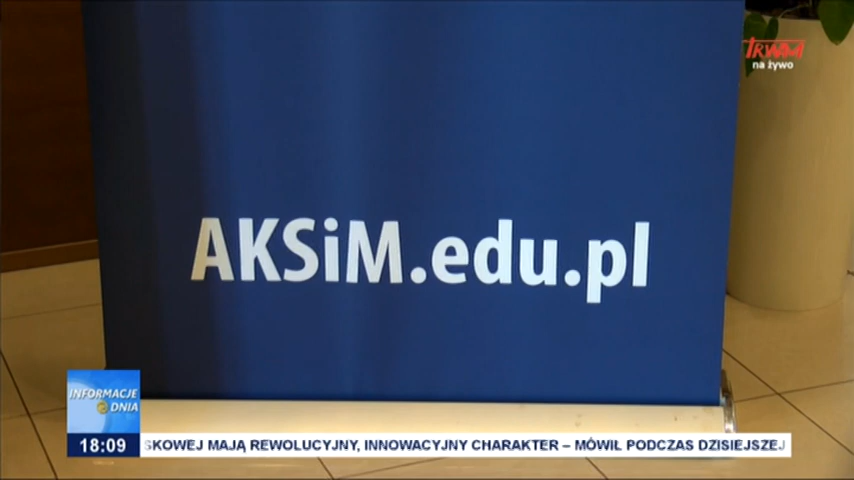 TRWAM
na żywo
AKSiM.edu.pl
INFORMACJE
DNIA
18:09 SKOWEJ MAJĄ REWOLUCYJNY, INNOWACYJNY CHARAKTER – MÓWIŁ PODCZAS DZISIEJSZEJ